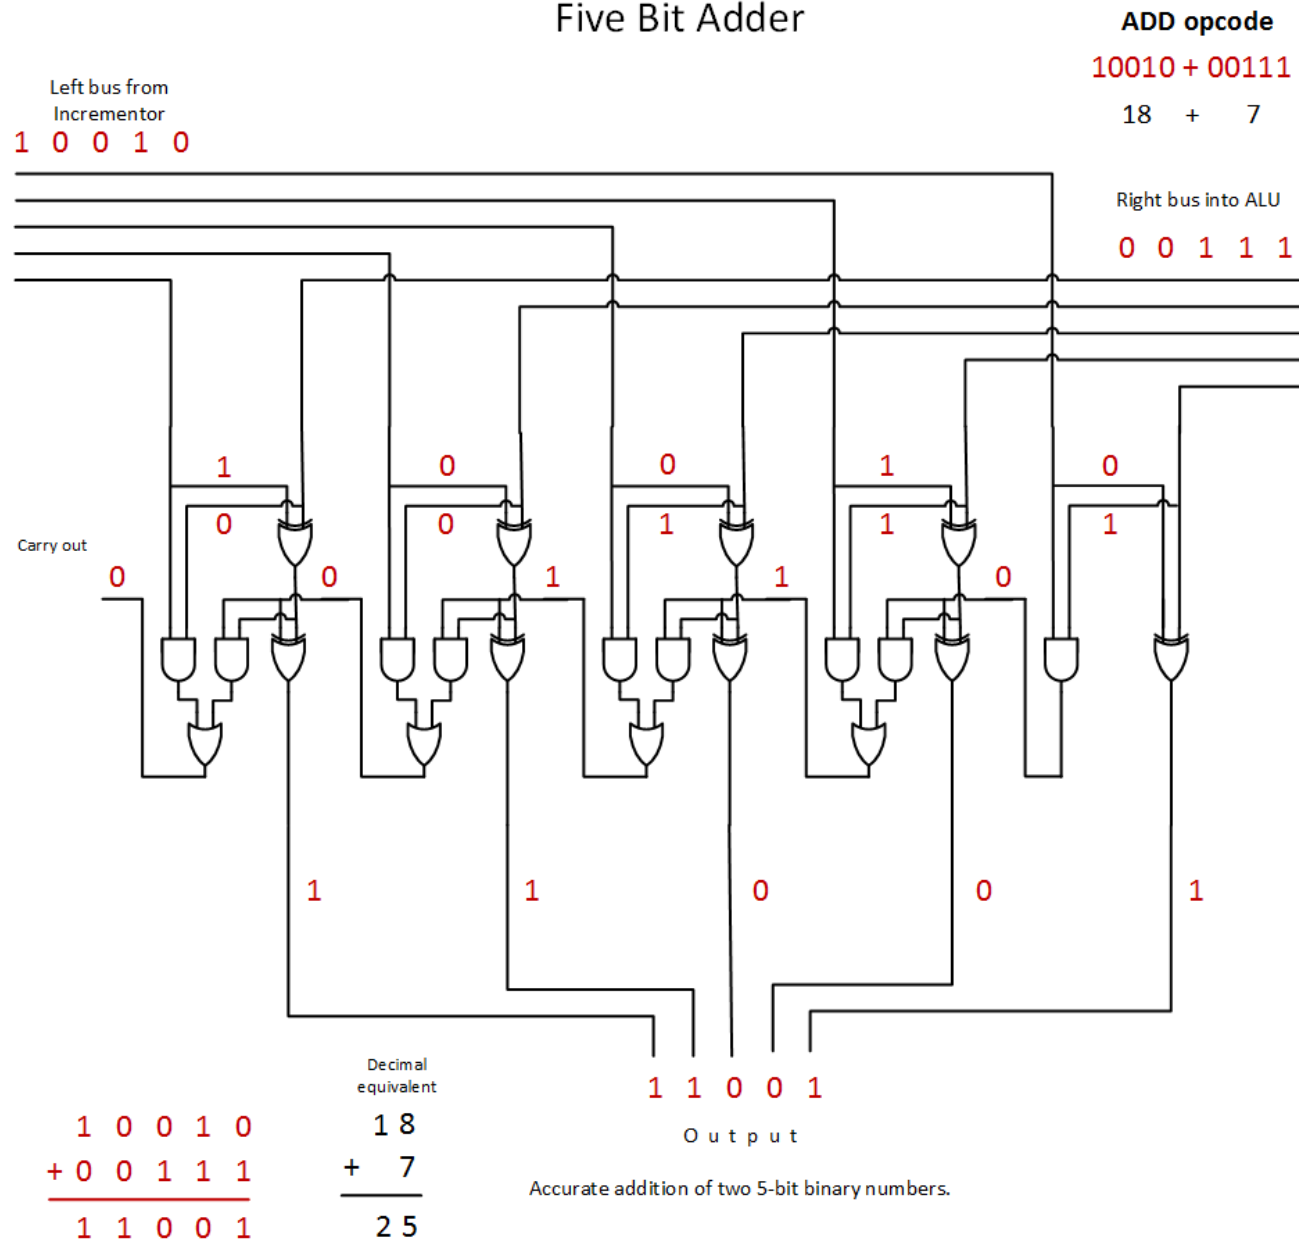 Five Bit Adder
ADD opcode
10010 + 00111
18 + 7
Left bus from
Incrementor
1 0 0 1 0
Right bus into ALU
0 0 1 1 1
1 0 0 1 0
0 0 1 1 1
Carry out
0 0 1 1 0
1 1 0 0 1
1 1 0 0 1
Output
Accurate addition of two 5-bit binary numbers.
Decimal
equivalent
1 0 0 1 0
+ 0 0 1 1 1
1 1 0 0 1
18
+ 7
25